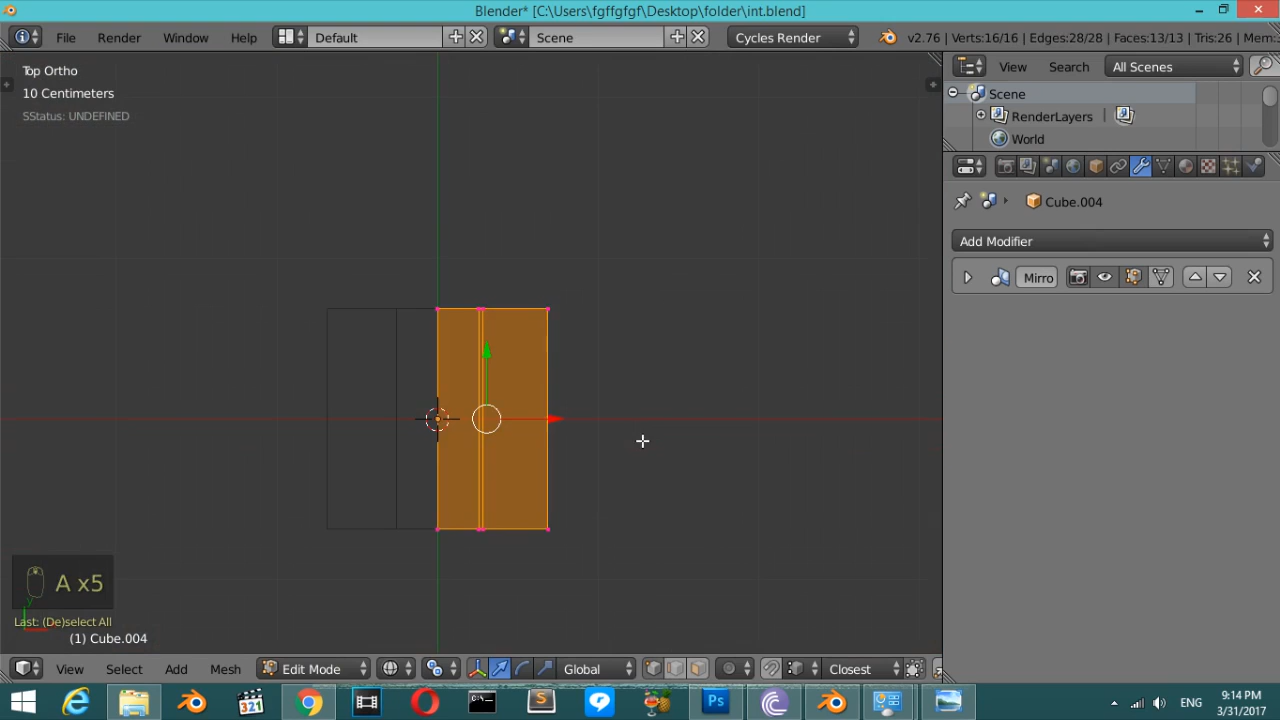 Blender* [C:\Users\fgffgfgf\Desktop\folder\int.blend]
File Render Window Help Default Scene Cycles Render v2.76 | Verts:16/16 | Edges:28/28 | Faces:13/13 | Tris:26 | Mem:
Top Ortho
10 Centimeters
SStatus: UNDEFINED
View Search All Scenes
Scene
RenderLayers
World
Cube.004
Add Modifier
Mirro
A x5
Last: (De)select All
(1) Cube.004
View Select Add Mesh Edit Mode Global Closest
321
Ps
ENG
9:14 PM
3/31/2017